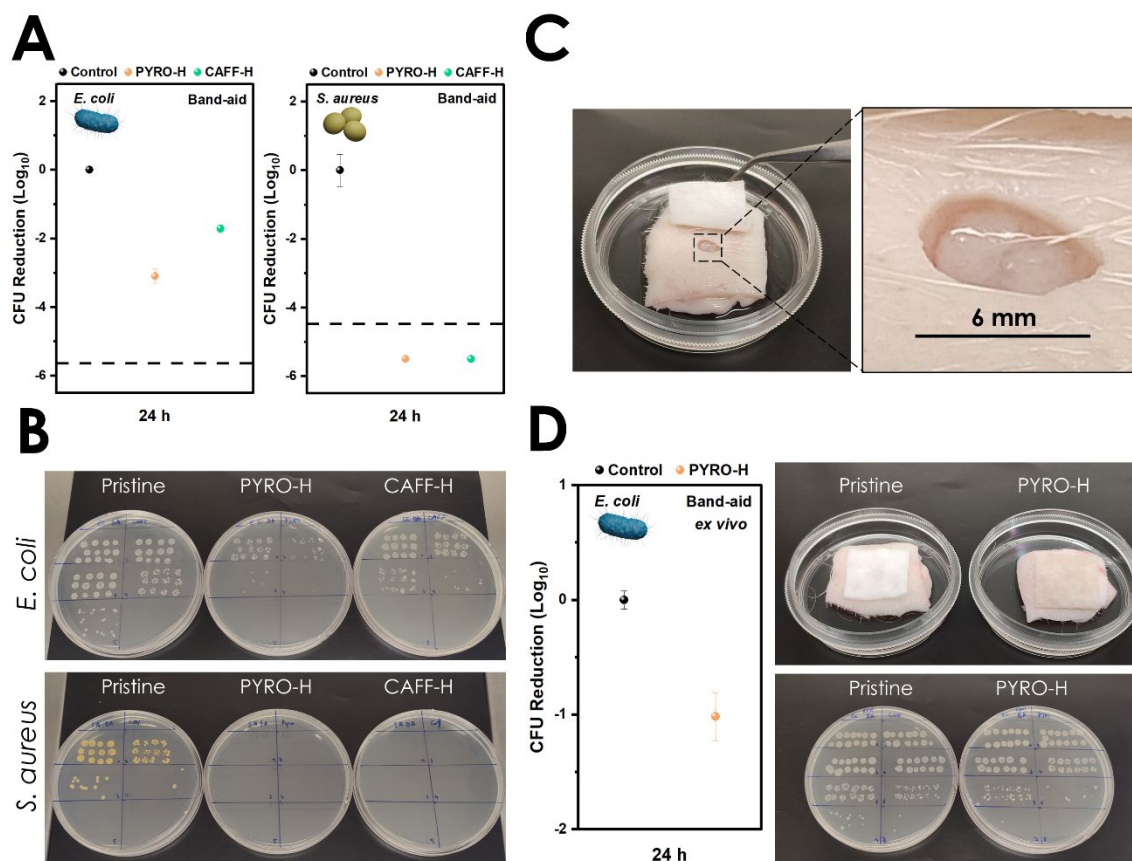 A
Control PYRO-H CAFF-H
E. coli
Band-aid
CFU Reduction (Log10)
2
0
-2
-4
-6
24 h
Control PYRO-H CAFF-H
S. aureus
Band-aid
CFU Reduction (Log10)
2
0
-2
-4
-6
24 h
C
6 mm
B
Pristine
PYRO-H
CAFF-H
E. coli
Pristine
PYRO-H
CAFF-H
S. aureus
D
Control PYRO-H
E. coli
Band-aid
ex vivo
CFU Reduction (Log10)
1
0
-1
-2
24 h
Pristine
PYRO-H
Pristine
PYRO-H